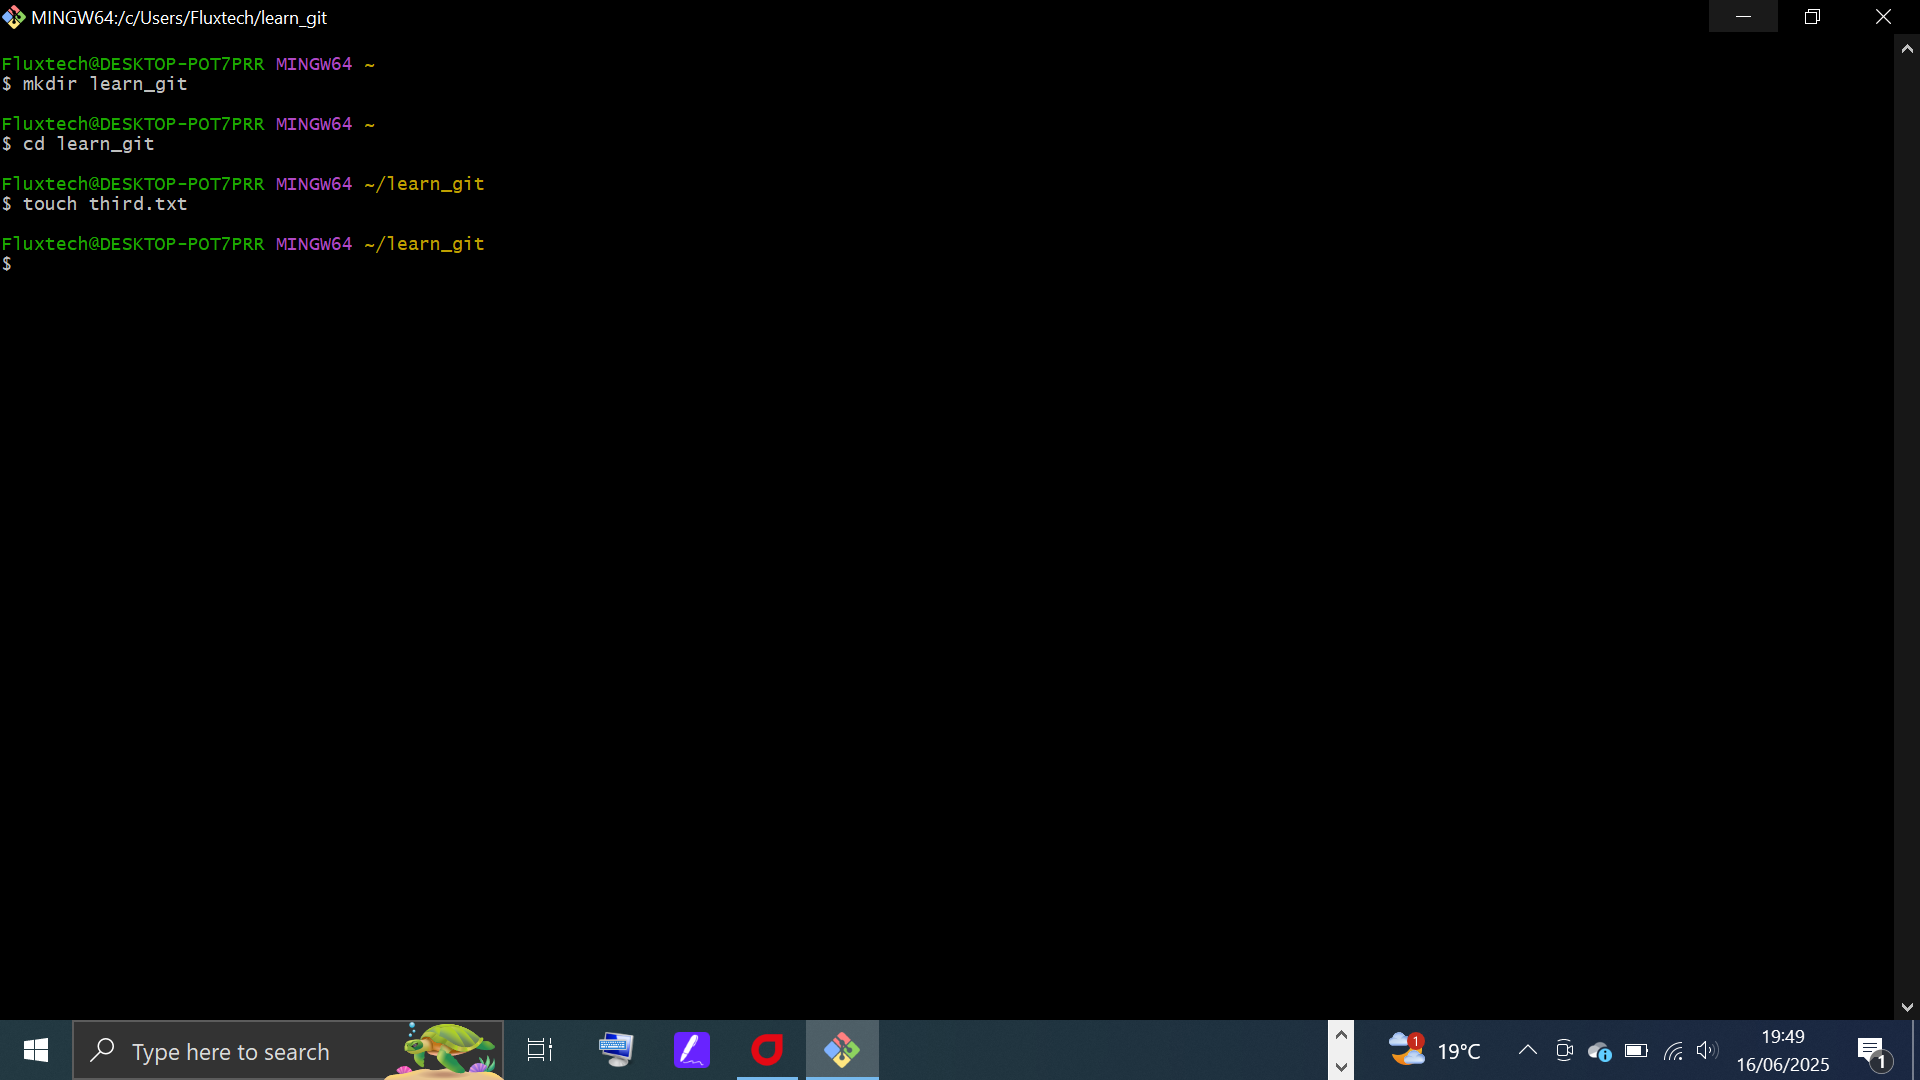 MINGW64:/c/Users/Fluxtech/learn_git
Fluxtech@DESKTOP-POT7PRR MINGW64 ~
$ mkdir learn_git
Fluxtech@DESKTOP-POT7PRR MINGW64 ~
$ cd learn_git
Fluxtech@DESKTOP-POT7PRR MINGW64 ~/learn_git
$ touch third.txt
Fluxtech@DESKTOP-POT7PRR MINGW64 ~/learn_git
$
Type here to search
1
19°C
19:49
16/06/2025
1